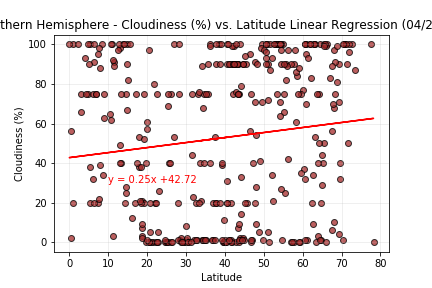 thern Hemisphere - Cloudiness (%) vs. Latitude Linear Regression (04/2
Cloudiness (%)
100
80
60
40
20
0
y = 0.25x +42.72
0 10 20 30 40 50 60 70 80
Latitude